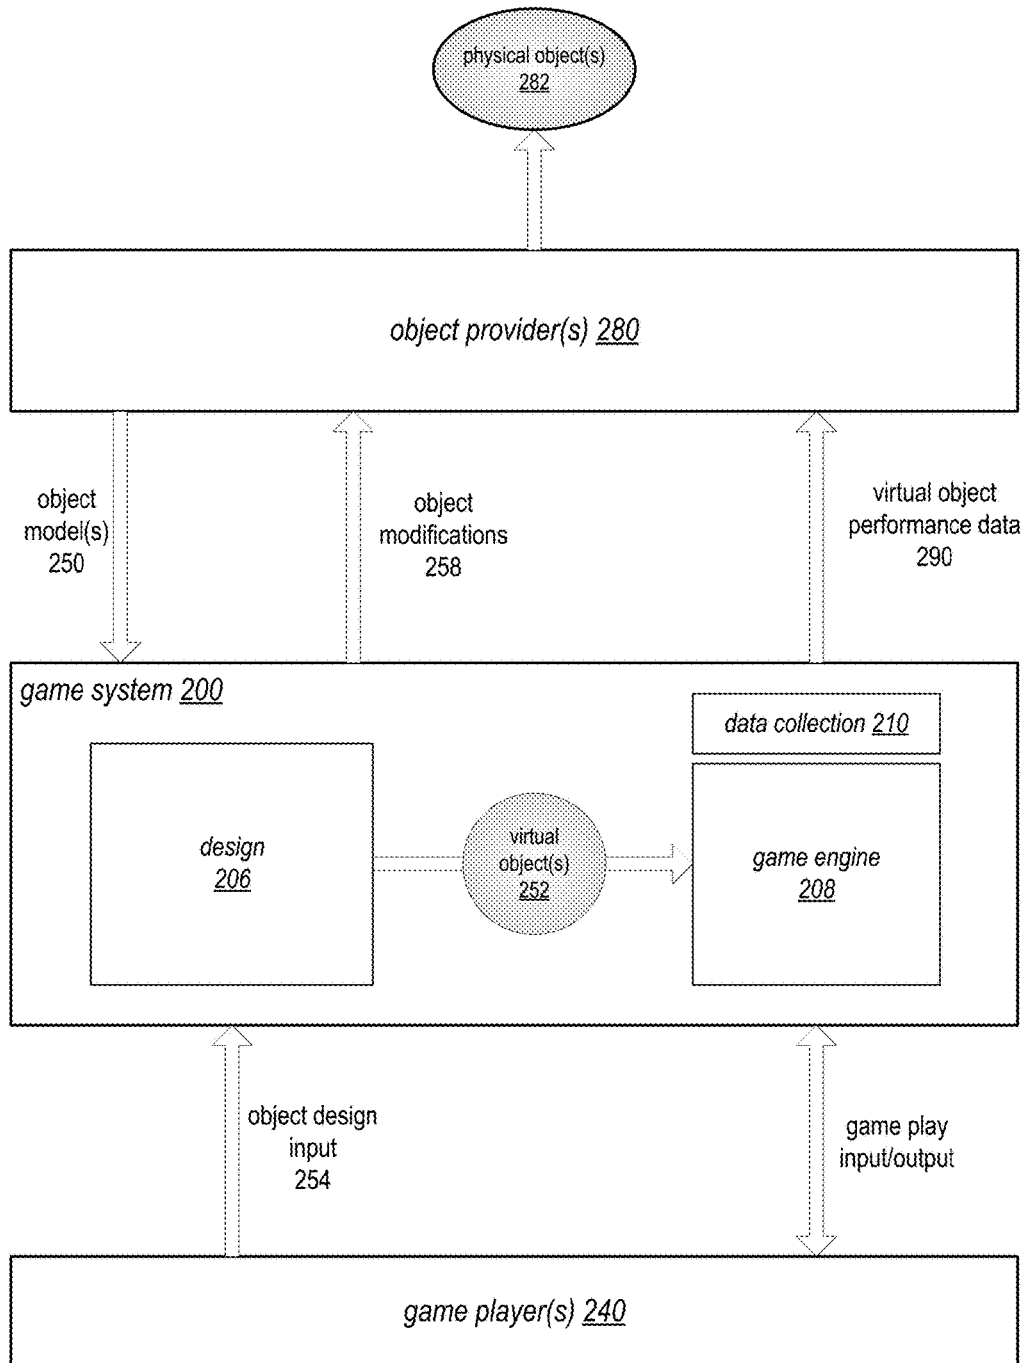 physical object(s)
282
object provider(s) 280
object
model(s)
250
object
modifications
258
virtual object
performance data
290
game system 200
data collection 210
design
206
virtual
object(s)
252
game engine
208
object design
input
254
game play
input/output
game player(s) 240